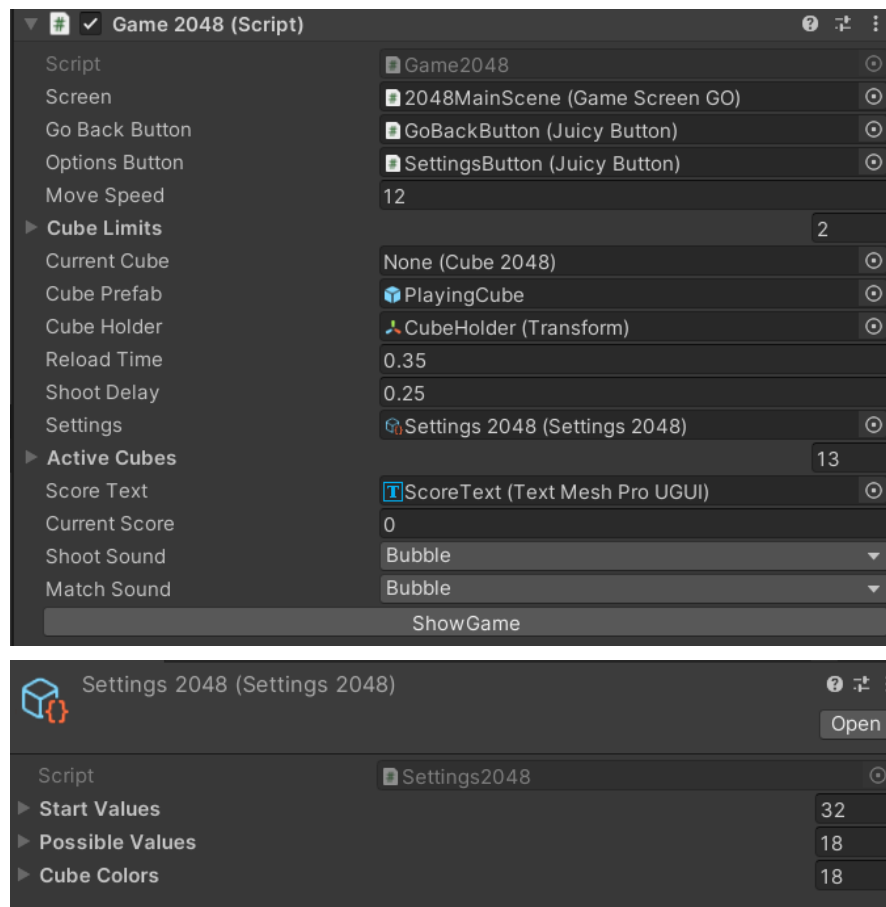 Game 2048 (Script)
Script Game2048
Screen 2048MainScene (Game Screen GO)
Go Back Button GoBackButton (Juicy Button)
Options Button SettingsButton (Juicy Button)
Move Speed 12
Cube Limits 2
Current Cube None (Cube 2048)
Cube Prefab PlayingCube
Cube Holder CubeHolder (Transform)
Reload Time 0.35
Shoot Delay 0.25
Settings Settings 2048 (Settings 2048)
Active Cubes 13
Score Text ScoreText (Text Mesh Pro UGUI)
Current Score 0
Shoot Sound Bubble
Match Sound Bubble
ShowGame
Settings 2048 (Settings 2048)
Open
Script Settings2048
Start Values 32
Possible Values 18
Cube Colors 18